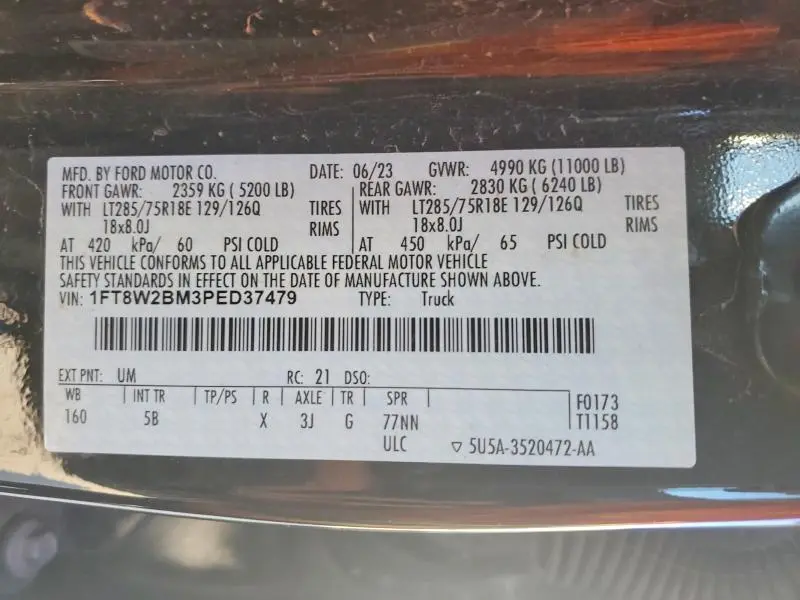 MFD. BY FORD MOTOR CO. DATE: 06/23 GVWR: 4990 KG (11000 LB)
FRONT GAWR: 2359 KG ( 5200 LB) REAR GAWR: 2830 KG ( 6240 LB)
WITH LT285/75R18E 129/126Q TIRES WITH LT285/75R18E 129/126Q TIRES
18x8.0J RIMS 18x8.0J RIMS
AT 420 kPa/ 60 PSI COLD AT 450 kPa/ 65 PSI COLD
THIS VEHICLE CONFORMS TO ALL APPLICABLE FEDERAL MOTOR VEHICLE
SAFETY STANDARDS IN EFFECT ON THE DATE OF MANUFACTURE SHOWN ABOVE.
VIN: 1FT8W2BM3PED37479 TYPE: Truck
EXT PNT: UM RC: 21 DSO:
WB INT TR TP/PS R AXLE TR SPR F0173
160 5B X 3J G 77NN T1158
ULC 5U5A-3520472-AA